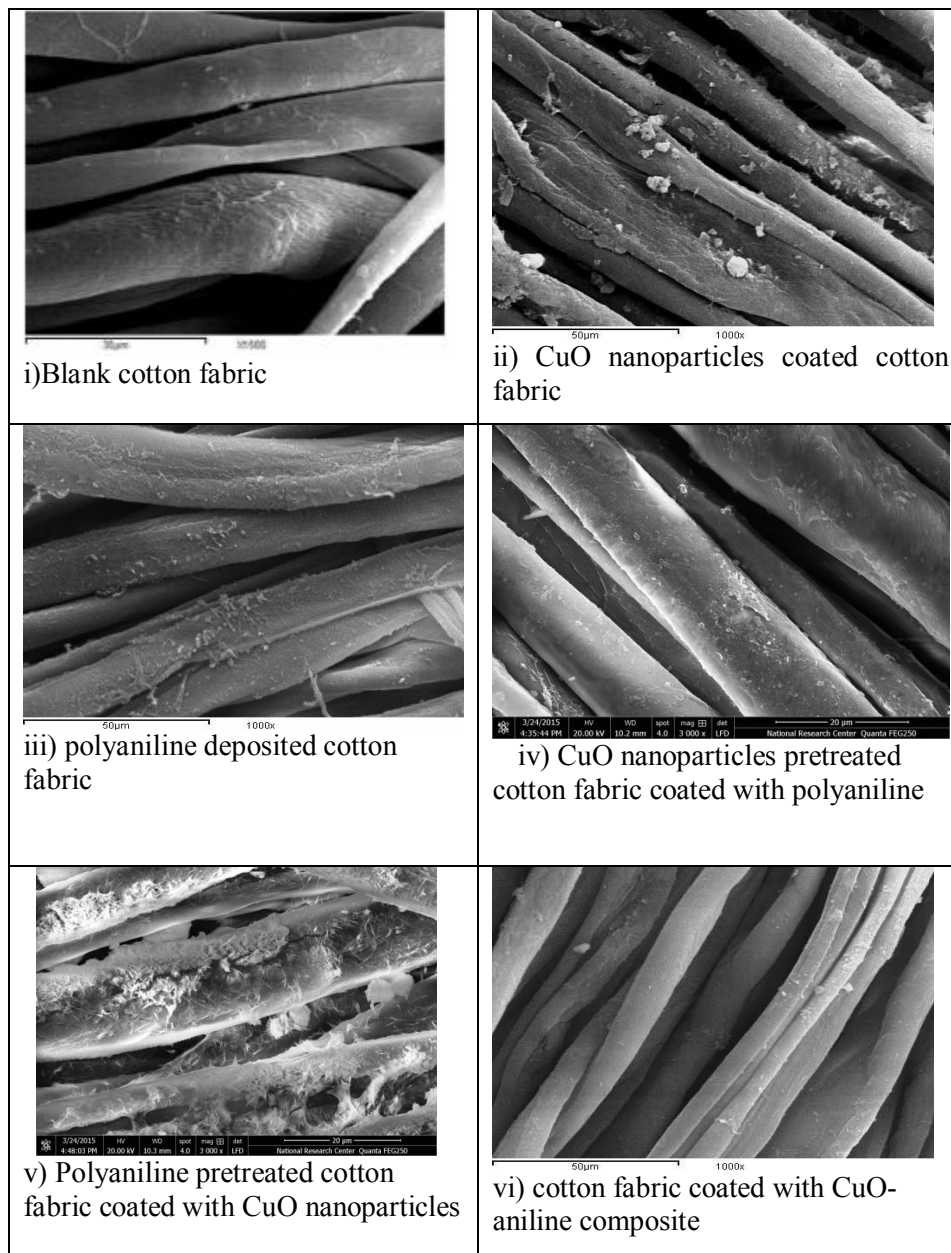 50µm 1000x
i)Blank cotton fabric
ii) CuO nanoparticles coated cotton
fabric
50µm 1000x
iii) polyaniline deposited cotton
fabric
3/24/2015 HV WD spot mag det 20 µm
4:35:44 PM 20.00 kV 10.2 mm 4.0 3 000 x LFD National Research Center Quanta FEG250
iv) CuO nanoparticles pretreated
cotton fabric coated with polyaniline
3/24/2015 HV WD spot mag det 20 µm
4:48:03 PM 20.00 kV 10.3 mm 4.0 3 000 x LFD National Research Center Quanta FEG250
v) Polyaniline pretreated cotton
fabric coated with CuO nanoparticles
50µm 1000x
vi) cotton fabric coated with CuO-
aniline composite